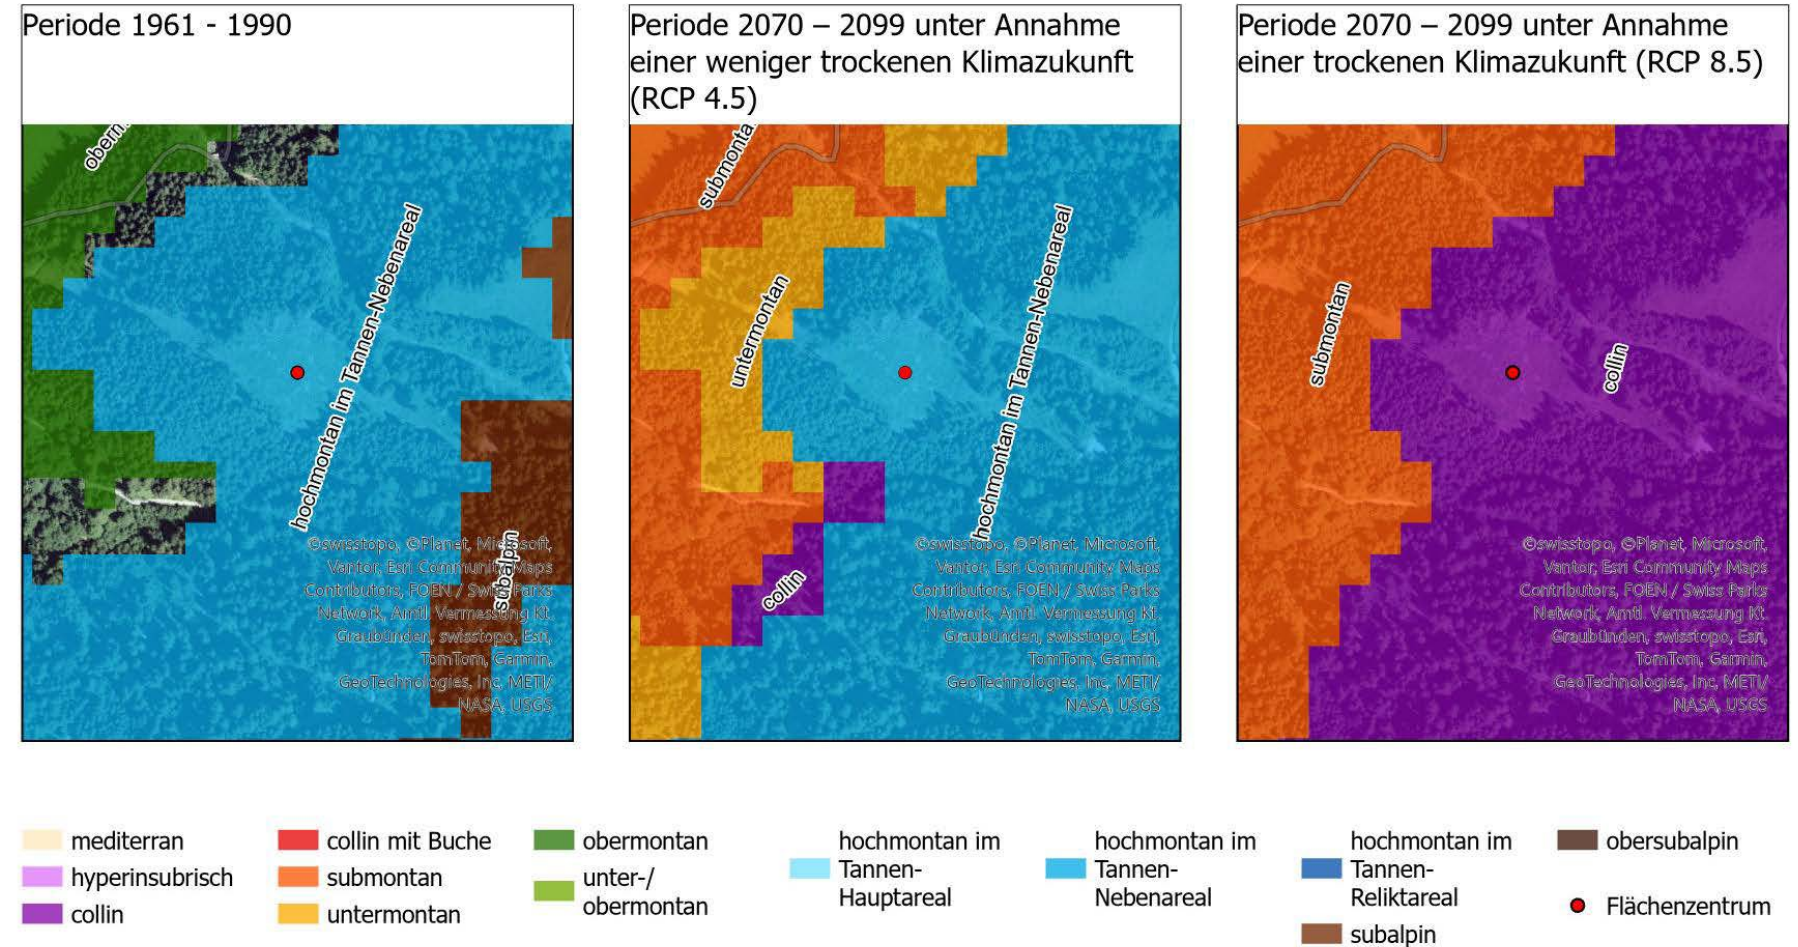 Periode 1961 - 1990
oberm
hochmontan im Tannen-Nebenareal
subalpin
©swisstopo, ©Planet, Microsoft,
Vantor, Esri Community Maps
Contributors, FOEN / Swiss Parks
Network, Amtl. Vermessung Kt.
Graubünden, swisstopo, Esri,
TomTom, Garmin,
GeoTechnologies, Inc, METI/
NASA, USGS
Periode 2070 – 2099 unter Annahme
einer weniger trockenen Klimazukunft
(RCP 4.5)
submonta
untermontan
hochmontan im Tannen-Nebenareal
collin
©swisstopo, ©Planet, Microsoft,
Vantor, Esri Community Maps
Contributors, FOEN / Swiss Parks
Network, Amtl. Vermessung Kt.
Graubünden, swisstopo, Esri,
TomTom, Garmin,
GeoTechnologies, Inc, METI/
NASA, USGS
Periode 2070 – 2099 unter Annahme
einer trockenen Klimazukunft (RCP 8.5)
submontan
collin
©swisstopo, ©Planet, Microsoft,
Vantor, Esri Community Maps
Contributors, FOEN / Swiss Parks
Network, Amtl. Vermessung Kt.
Graubünden, swisstopo, Esri,
TomTom, Garmin,
GeoTechnologies, Inc, METI/
NASA, USGS
mediterran
hyperinsubrisch
collin
collin mit Buche
submontan
untermontan
obermontan
unter-/
obermontan
hochmontan im
Tannen-
Hauptareal
hochmontan im
Tannen-
Nebenareal
hochmontan im
Tannen-
Reliktareal
subalpin
obersubalpin
Flächenzentrum